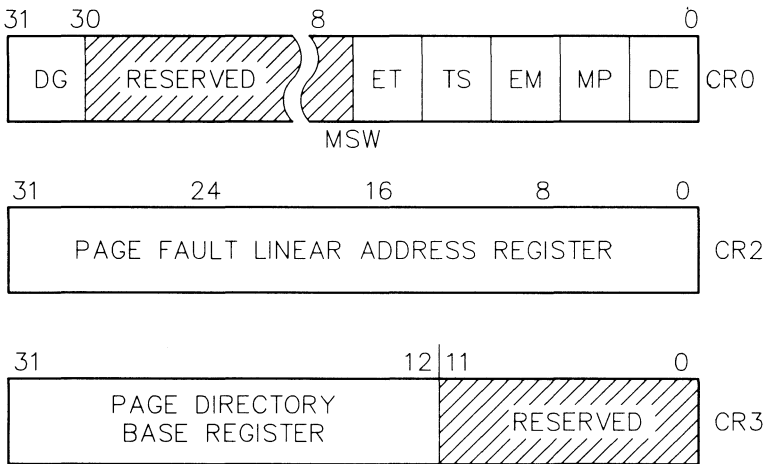 31 30 8 0
DG RESERVED ET TS EM MP DE CR0
MSW
31 24 16 8 0
PAGE FAULT LINEAR ADDRESS REGISTER CR2
31 12 11 0
PAGE DIRECTORY
BASE REGISTER
RESERVED CR3